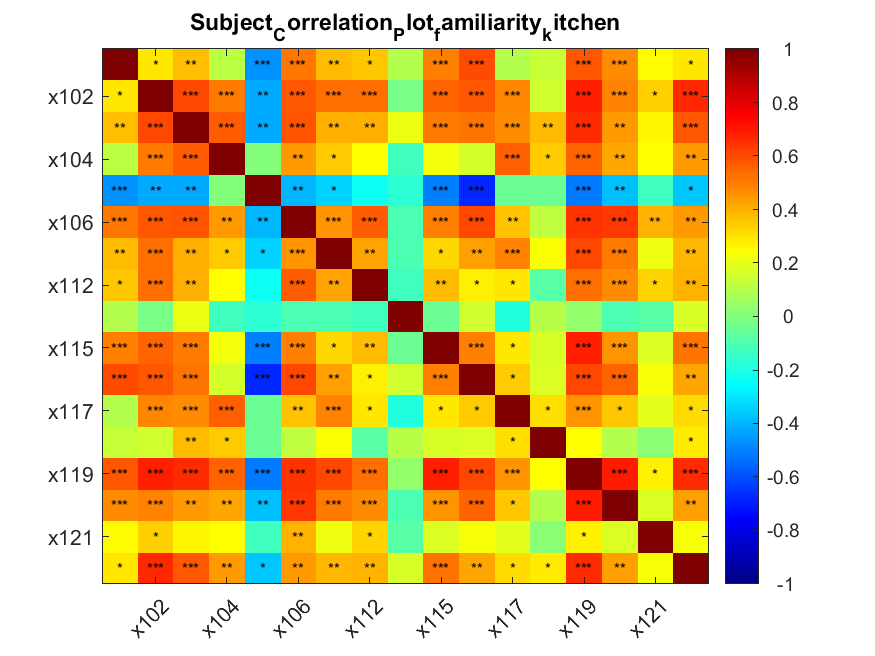 Subject_Correlation_Plot_familiarity_kitchen
* ** *** *** ** * *** *** *** *** *
x102 * *** *** ** *** *** *** *** *** *** *** *** * ***
** *** *** ** *** ** ** *** *** *** ** *** ** ***
x104 *** *** ** * *** * *** ** **
*** ** ** ** * *** *** *** ** *
x106 *** *** *** ** ** *** *** *** *** ** *** *** ** **
** *** ** * * *** ** * ** *** *** *** **
x112 * *** ** *** ** ** * * *** *** * **
x115 *** *** *** *** *** * ** *** * *** *** ***
*** *** *** *** *** ** * *** * *** *** **
x117 *** *** *** ** *** * * * * *** * *
** * * *
x119 *** *** *** *** *** *** *** *** *** *** *** *** * ***
*** *** ** ** ** *** *** *** *** *** * *** **
x121 * ** * *
* *** *** ** * ** ** ** *** ** * * *** **
x102 x104 x106 x112 x115 x117 x119 x121
1
0.8
0.6
0.4
0.2
0
-0.2
-0.4
-0.6
-0.8
-1